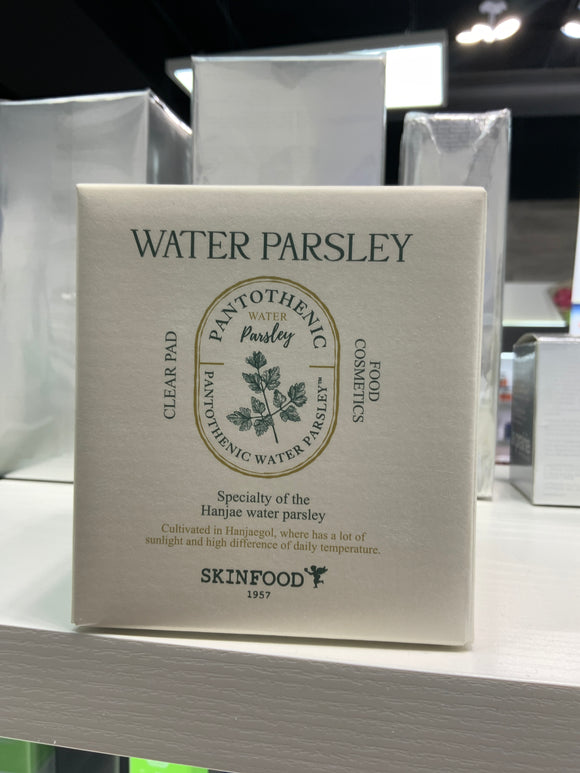 WATER PARSLEY
PANTOTHENIC
WATER
Parsley
PANTOTHENIC WATER PARSLEY™
CLEAR PAD
FOOD
COSMETICS
Specialty of the
Hanjae water parsley
Cultivated in Hanjaegol, where has a lot of
sunlight and high difference of daily temperature.
SKINFOOD
1957